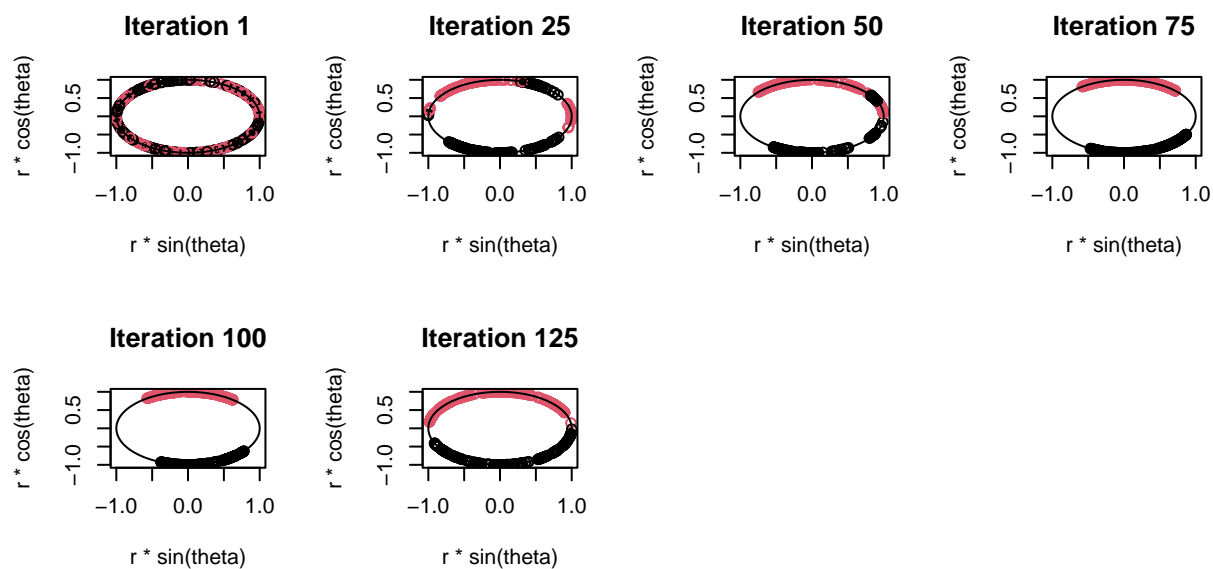 Iteration 1
r * cos(theta)
0.5
−1.0
−1.0 0.0 1.0
r * sin(theta)
Iteration 25
r * cos(theta)
0.5
−1.0
−1.0 0.0 1.0
r * sin(theta)
Iteration 50
r * cos(theta)
0.5
−1.0
−1.0 0.0 1.0
r * sin(theta)
Iteration 75
r * cos(theta)
0.5
−1.0
−1.0 0.0 1.0
r * sin(theta)
Iteration 100
r * cos(theta)
0.5
−1.0
−1.0 0.0 1.0
r * sin(theta)
Iteration 125
r * cos(theta)
0.5
−1.0
−1.0 0.0 1.0
r * sin(theta)